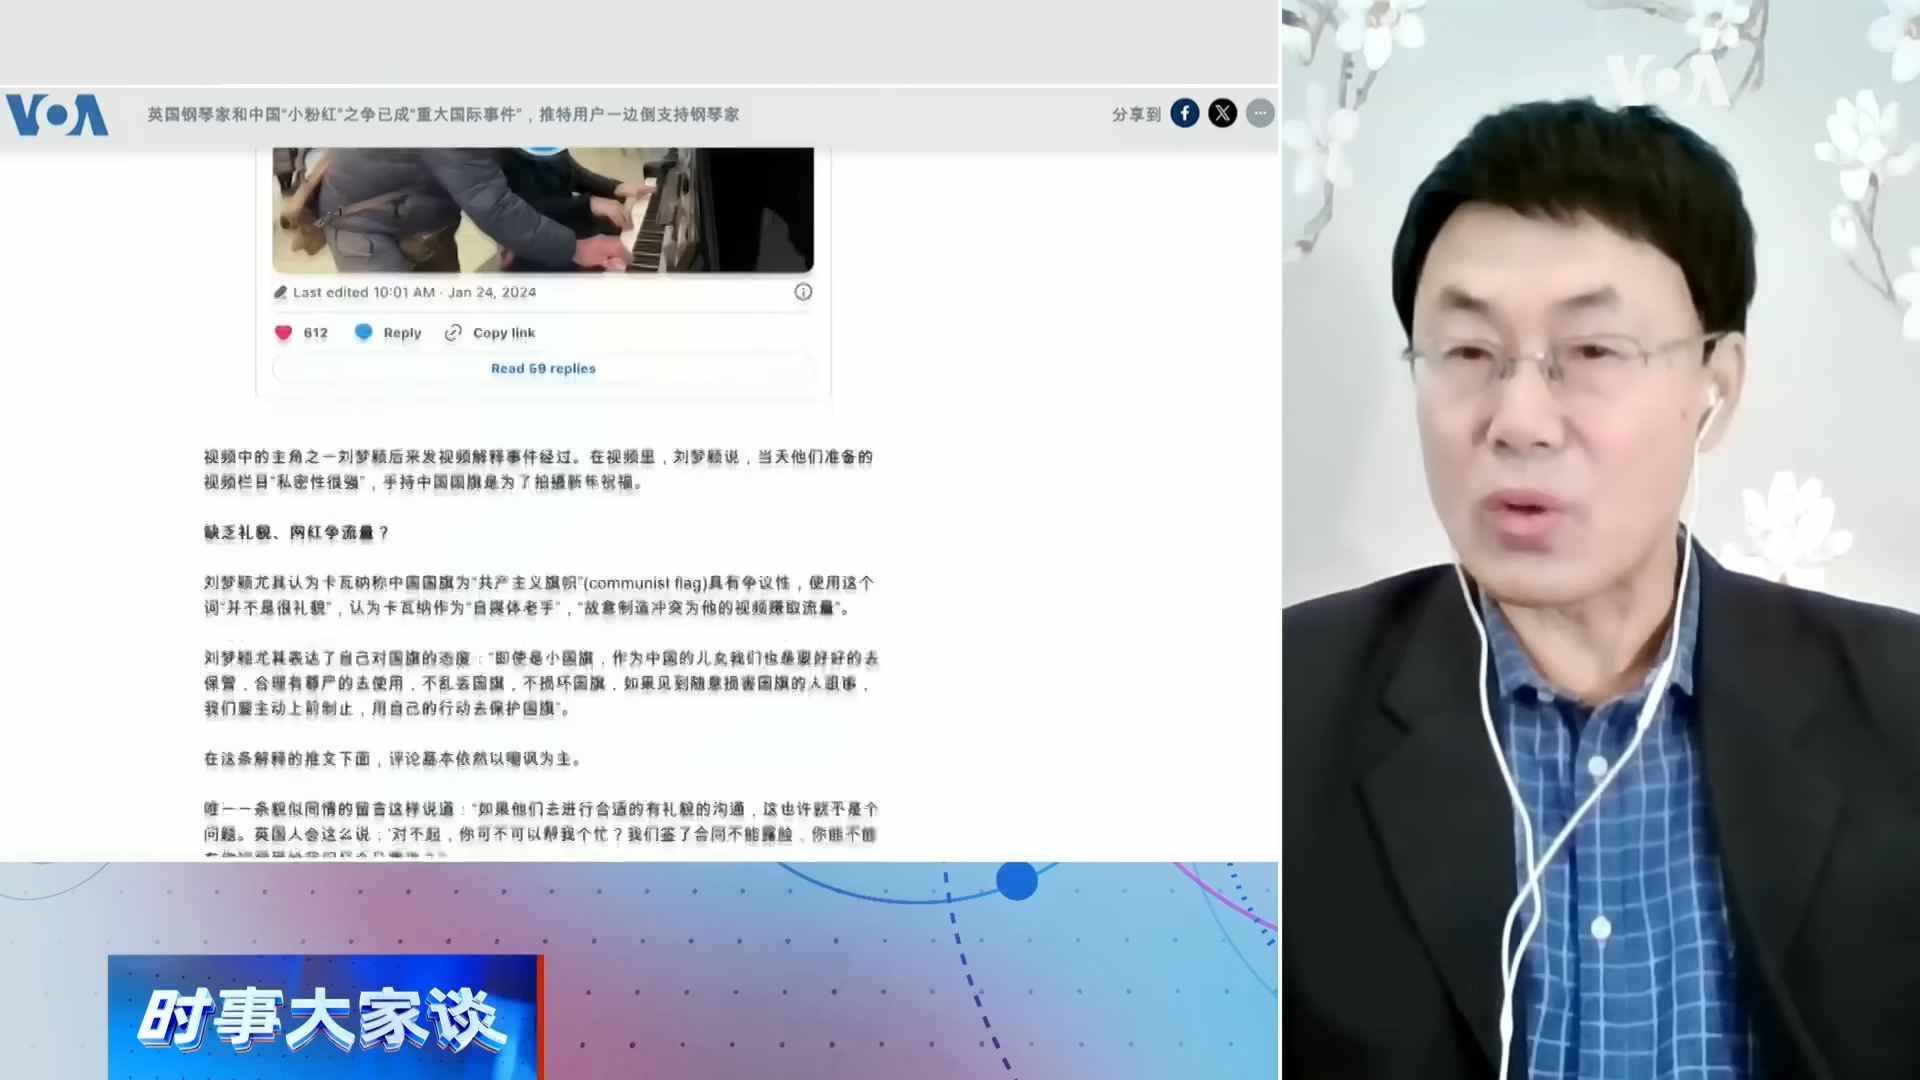 VOA
英国钢琴家和中国“小粉红”之争已成“重大国际事件”，推特用户一边倒支持钢琴家
分享到
Last edited 10:01 AM · Jan 24, 2024
612 Reply Copy link
Read 59 replies
视频中的主角之一刘梦颖后来发视频解释事件经过。在视频里，刘梦颖说，当天他们准备的
视频栏目“私密性很强”，手持中国国旗是为了拍摄新年祝福。
缺乏礼貌、网红争流量？
刘梦颖尤其认为卡瓦纳称中国国旗为“共产主义旗帜”(communist flag)具有争议性，使用这个
词“并不是很礼貌”，认为卡瓦纳作为“自媒体老手”，“故意制造冲突为他的视频赚取流量”。
刘梦颖尤其表达了自己对国旗的态度：“即使是小国旗，作为中国的儿女我们也是要好好的去
保管，合理有尊严的去使用，不乱丢国旗，不损坏国旗，如果见到随意损害国旗的人或事，
我们要主动上前制止，用自己的行动去保护国旗”。
在这条解释的推文下面，评论基本依然以嘲讽为主。
唯一一条貌似同情的留言这样说道：“如果他们去进行合适的有礼貌的沟通，这也许就不是个
问题。英国人会这么说：‘对不起，你可不可以帮我个忙？我们签了合同不能露脸，你能不能
时事大家谈
VOA